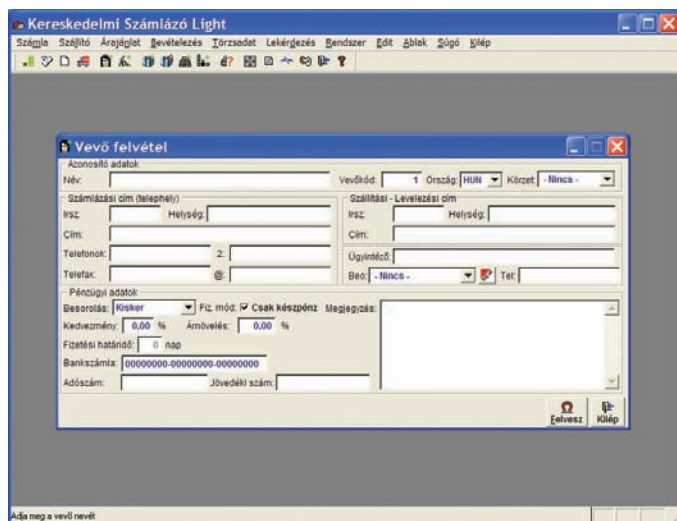 Kereskedelmi Számlázó Light
Számla Szállító Árajánlat Bevételezés Törzsadat Lekérdezés Rendszer Edit Ablak Súgó Kilép
Vevő felvétel
Azonosító adatok
Név: Vevőkód: 1 Ország: HUN Körzet: - Nincs -
Számlázási cím (telephely) Szállítási - Levelezési cím
Irsz: Helység: Irsz: Helység:
Cím: Cím:
Telefonok: 2: Ügyintéző:
Telefax: @: Beo: - Nincs - Tel:
Pénzügyi adatok
Besorolás: Kisker Fiz. mód: Csak készpénz Megjegyzés:
Kedvezmény: 0,00 % Árnövelés: 0,00 %
Fizetési határidő: 0 nap
Bankszámla: 00000000-00000000-00000000
Adószám: Jövedéki szám:
Felvesz Kilép
Adja meg a vevő nevét